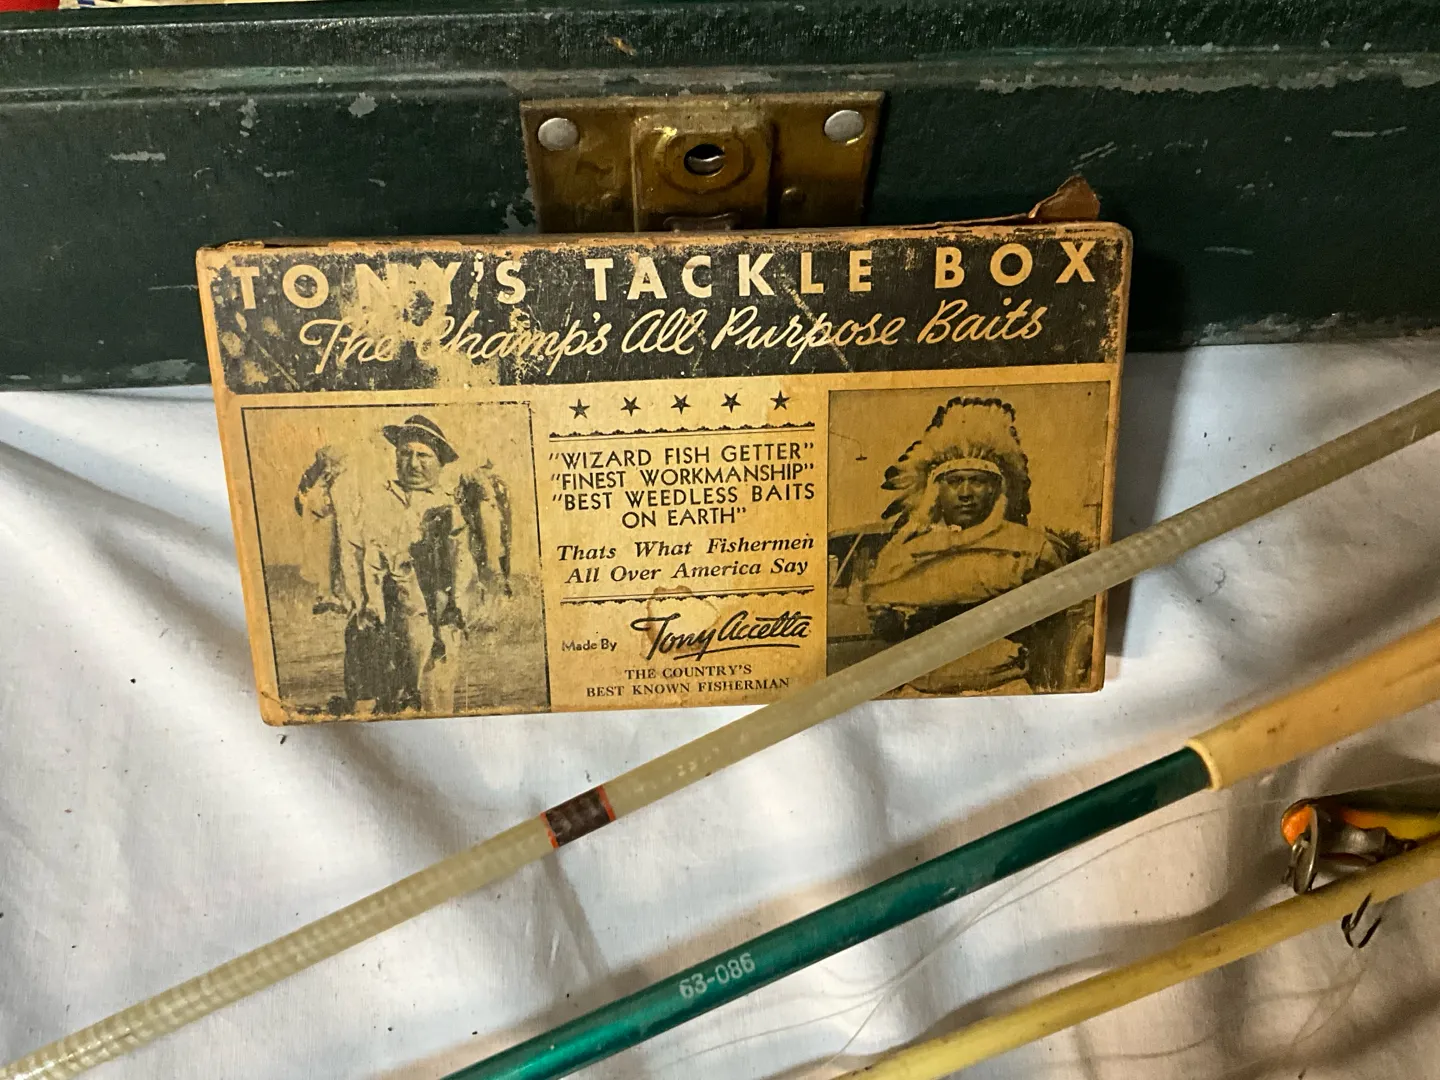 TONY'S TACKLE BOX
The Champ's All Purpose Baits
"WIZARD FISH GETTER"
"FINEST WORKMANSHIP"
"BEST WEEDLESS BAITS
ON EARTH"
Thats What Fishermen
All Over America Say
Made By Tony Accetta
THE COUNTRY'S
BEST KNOWN FISHERMAN
63-086